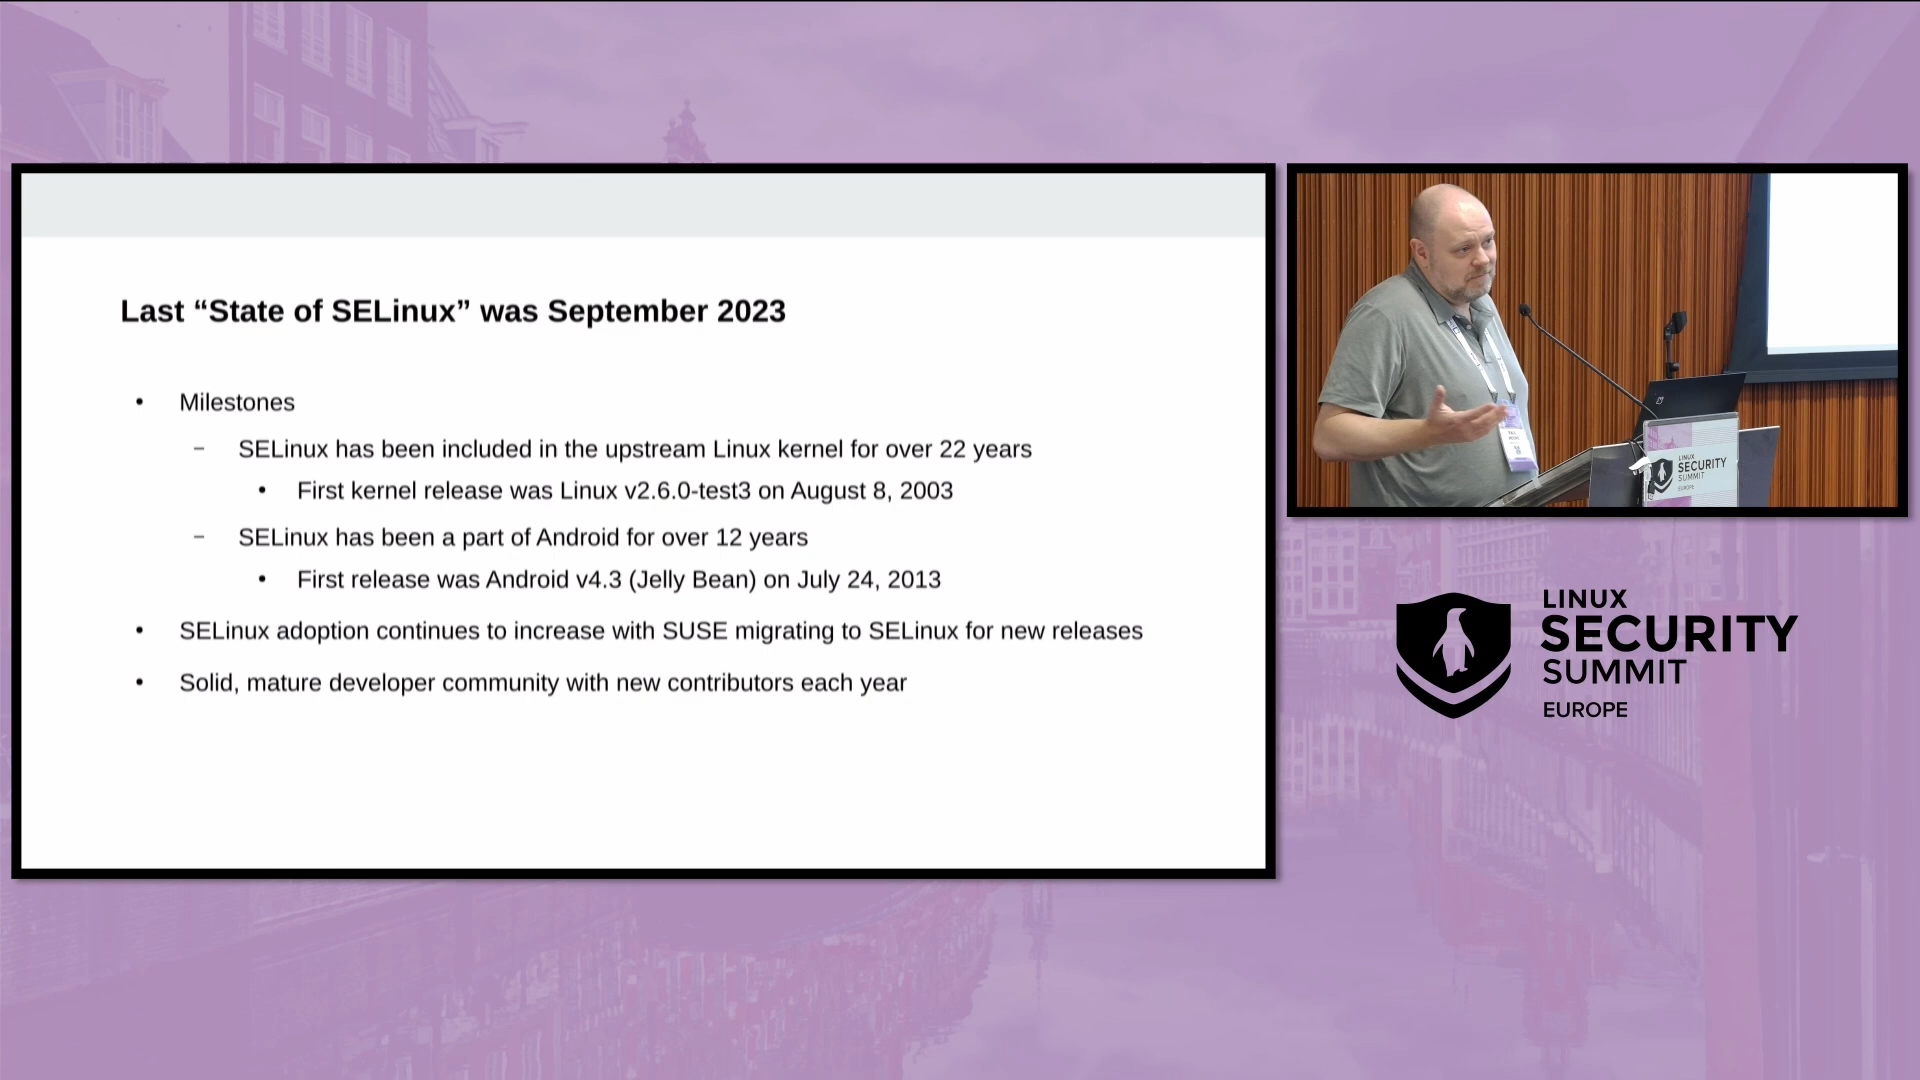 Last “State of SELinux” was September 2023
• Milestones
– SELinux has been included in the upstream Linux kernel for over 22 years
• First kernel release was Linux v2.6.0-test3 on August 8, 2003
– SELinux has been a part of Android for over 12 years
• First release was Android v4.3 (Jelly Bean) on July 24, 2013
• SELinux adoption continues to increase with SUSE migrating to SELinux for new releases
• Solid, mature developer community with new contributors each year
LINUX
SECURITY
SUMMIT
EUROPE
LINUX
SECURITY
SUMMIT
EUROPE